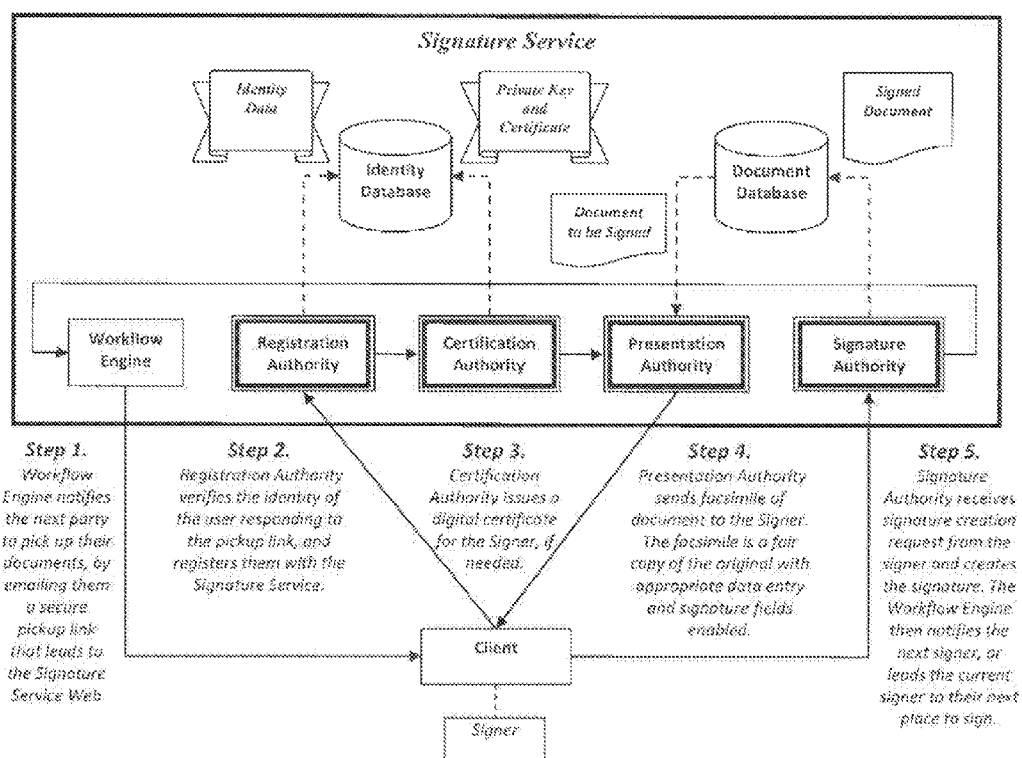 Signature Service
Identity
Data
Private Key
and
Certificate
Signed
Document
Identity
Database
Document
Database
Document
to be Signed
Workflow
Engine
Registration
Authority
Certification
Authority
Presentation
Authority
Signature
Authority
Step 1.
Workflow
Engine notifies
the next party
to pick up their
documents, by
emailing them
a secure
pickup link
that leads to
the Signature
Service Web
Step 2.
Registration Authority
verifies the identity of
the user responding to
the pickup link, and
registers them with the
Signature Service.
Step 3.
Certification
Authority issues a
digital certificate
for the Signer, if
needed.
Step 4.
Presentation Authority
sends facsimile of
document to the Signer.
The facsimile is a fair
copy of the original with
appropriate data entry
and signature fields
enabled.
Step 5.
Signature
Authority receives
signature creation
request from the
signer and creates
the signature. The
Workflow Engine
then notifies the
next signer, or
leads the current
signer to their next
place to sign.
Client
Signer